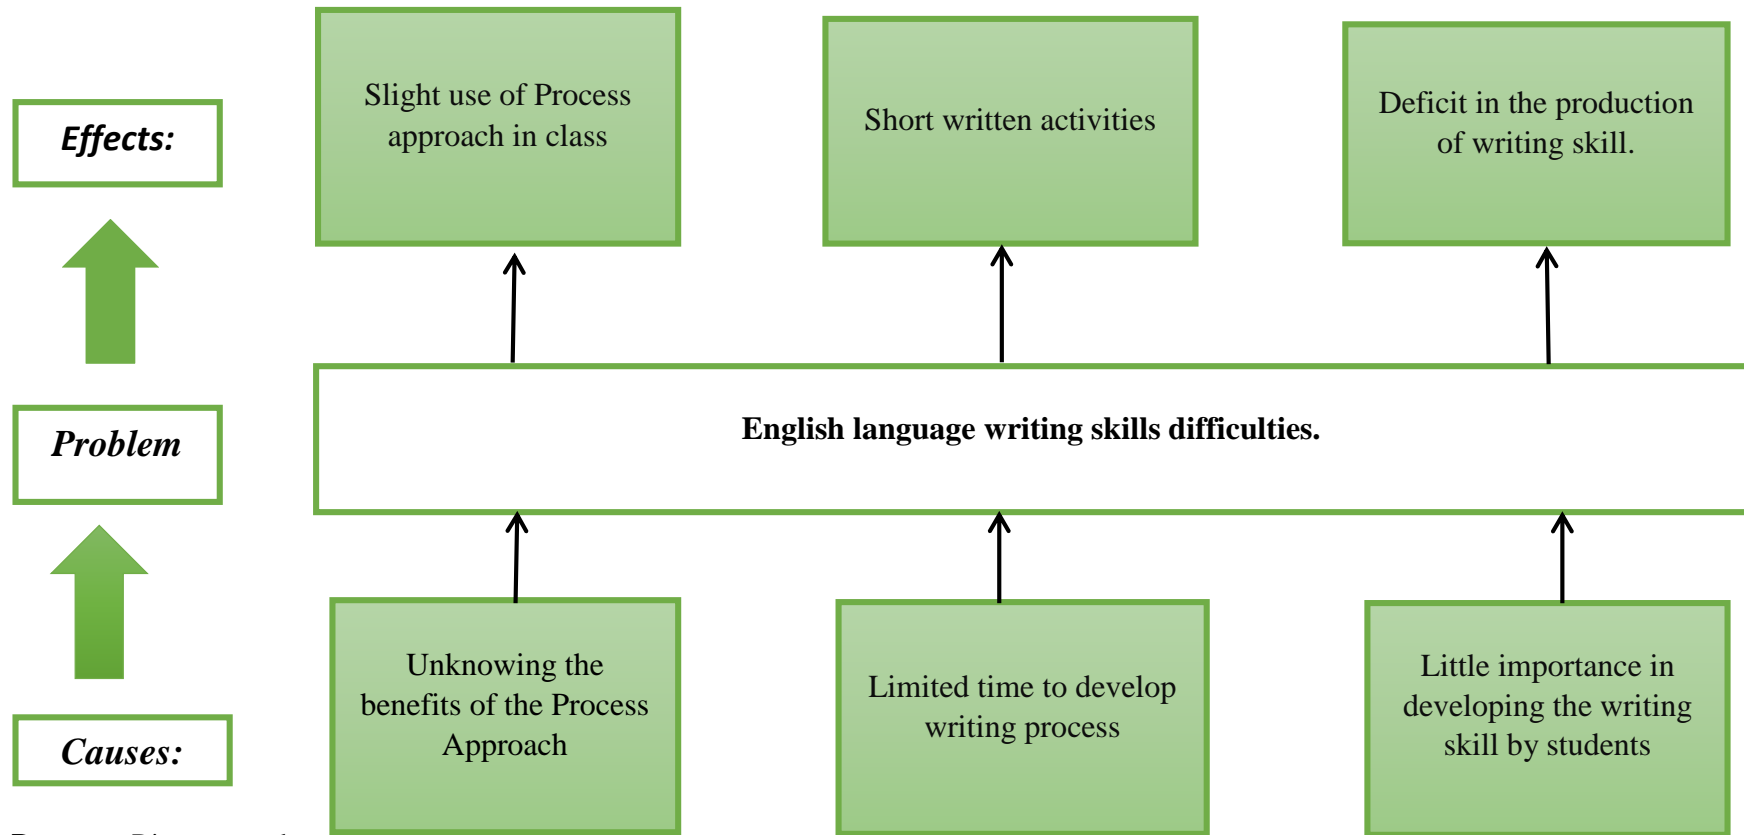 Effects:
Slight use of Process
approach in class
Short written activities
Deficit in the production
of writing skill.
Problem
English language writing skills difficulties.
Causes:
Unknowing the
benefits of the Process
Approach
Limited time to develop
writing process
Little importance in
developing the writing
skill by students